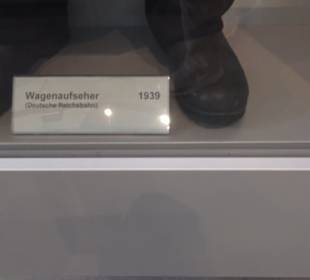 Wagenaufseher 1939
(Deutsche Reichsbahn)